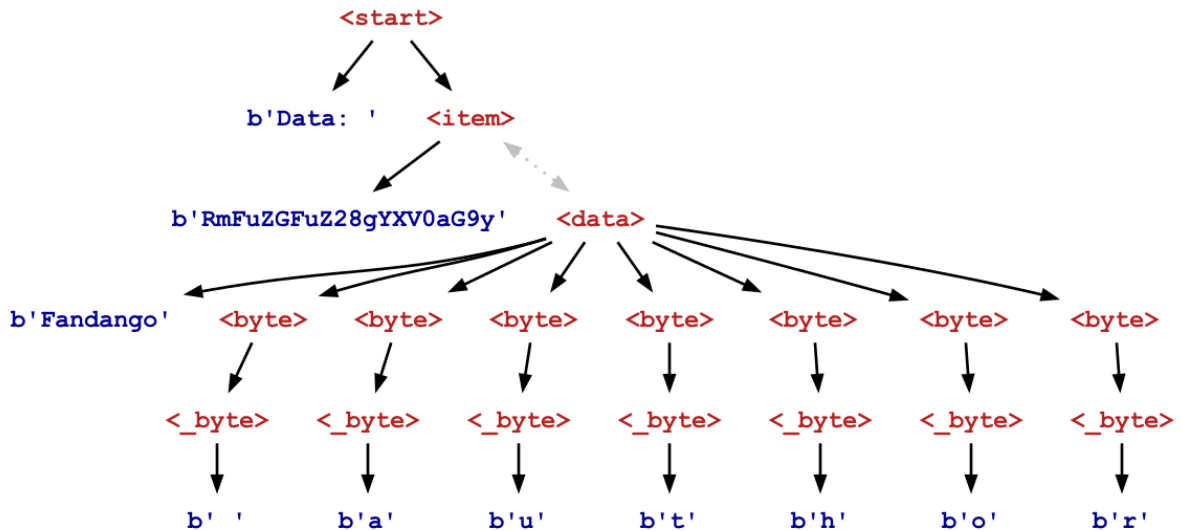 <start>
b'Data: ' <item>
b'RmFuZGFuZ28gYXV0aG9y' <data>
b'Fandango' <byte> <byte> <byte> <byte> <byte> <byte> <byte>
<_byte> <_byte> <_byte> <_byte> <_byte> <_byte> <_byte>
b' ' b'a' b'u' b't' b'h' b'o' b'r'